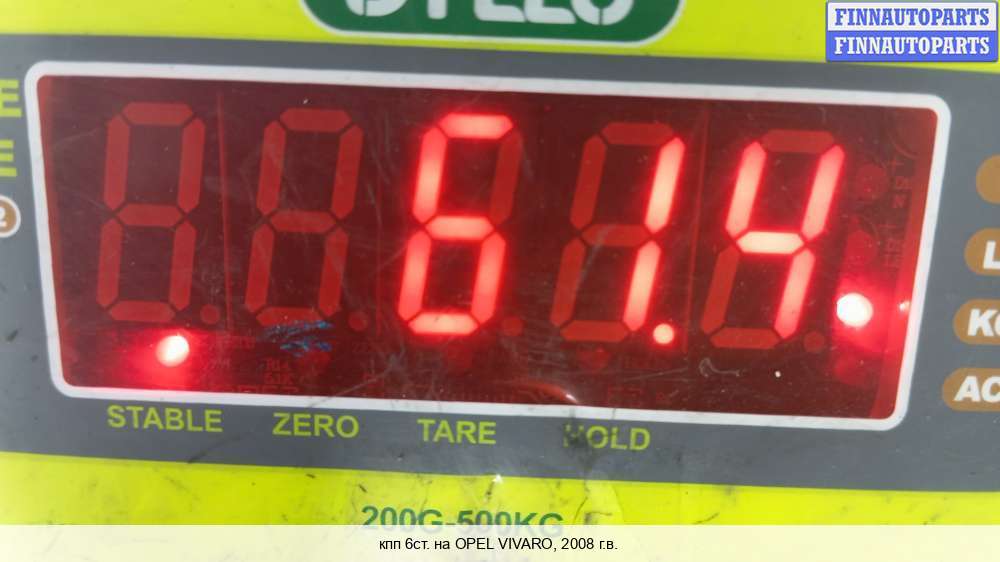 FINNAUTOPARTS
FINNAUTOPARTS
61.4
STABLE ZERO TARE HOLD
200G-500KG
кпп 6ст. на OPEL VIVARO, 2008 г.в.